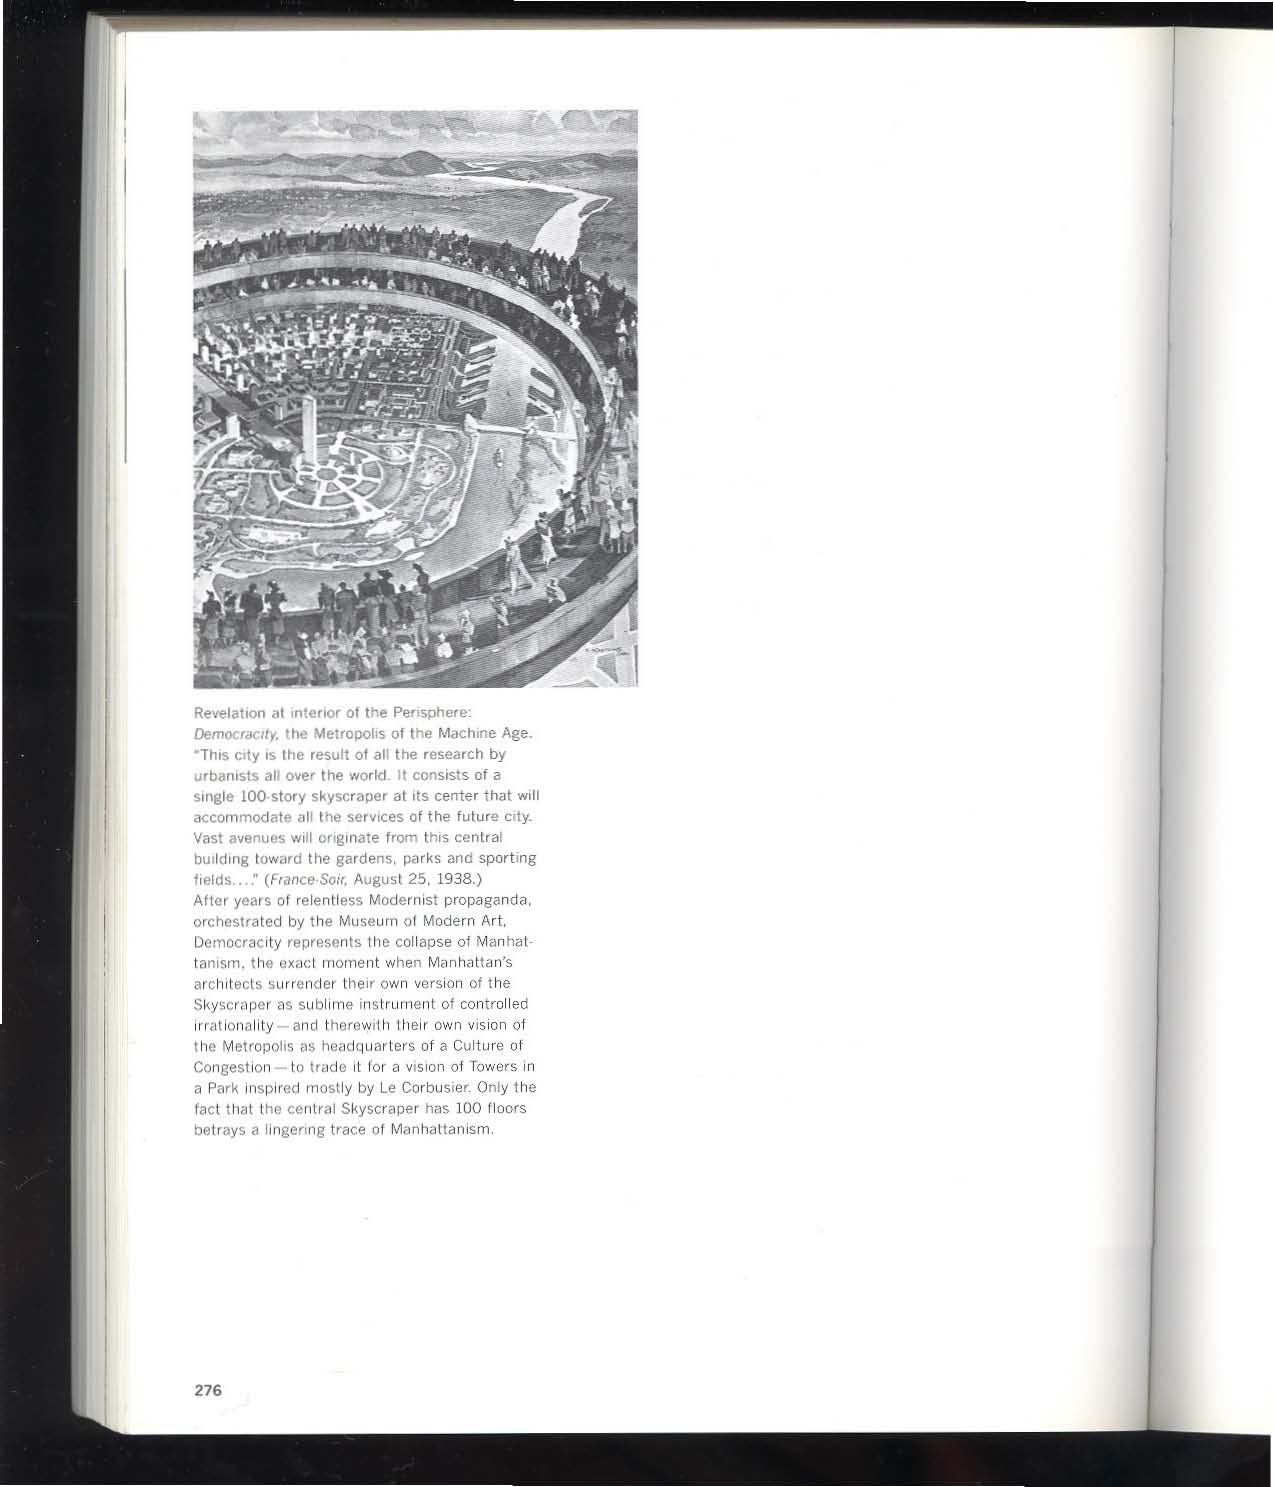 Revelation at interior of the Perisphere:
Democracity, the Metropolis of the Machine Age.
"This city is the result of all the research by
urbanists all over the world. It consists of a
single 100-story skyscraper at its center that will
accommodate all the services of the future city.
Vast avenues will originate from this central
building toward the gardens, parks and sporting
fields...." (France-Soir, August 25, 1938.)
After years of relentless Modernist propaganda,
orchestrated by the Museum of Modern Art,
Democracity represents the collapse of Manhat-
tanism, the exact moment when Manhattan's
architects surrender their own version of the
Skyscraper as sublime instrument of controlled
irrationality — and therewith their own vision of
the Metropolis as headquarters of a Culture of
Congestion — to trade it for a vision of Towers in
a Park inspired mostly by Le Corbusier. Only the
fact that the central Skyscraper has 100 floors
betrays a lingering trace of Manhattanism.
276